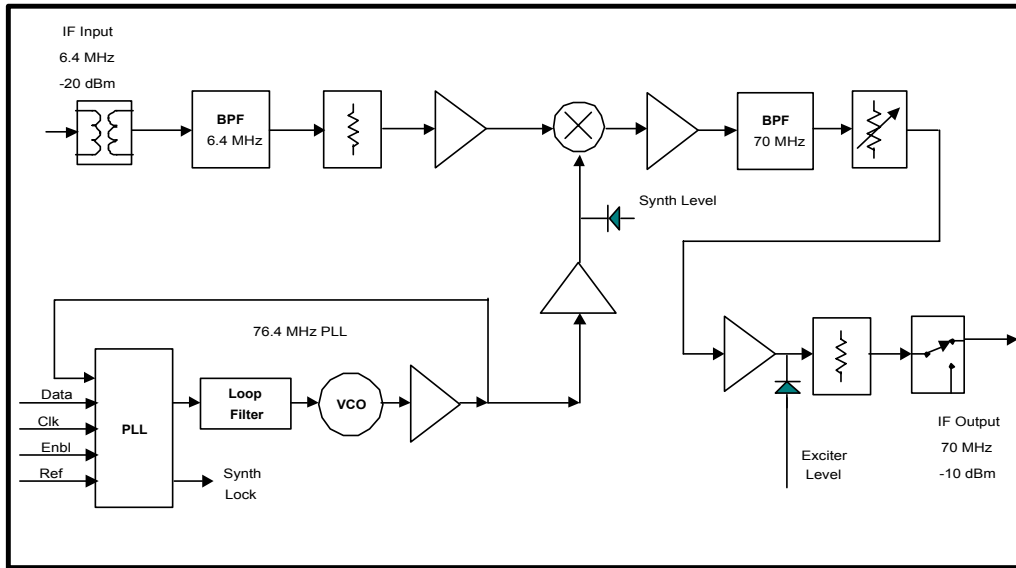 IF Input
6.4 MHz
-20 dBm
BPF
6.4 MHz
BPF
70 MHz
Synth Level
76.4 MHz PLL
Data
Clk
Enbl
Ref
PLL
Loop
Filter
VCO
Synth
Lock
Exciter
Level
IF Output
70 MHz
-10 dBm